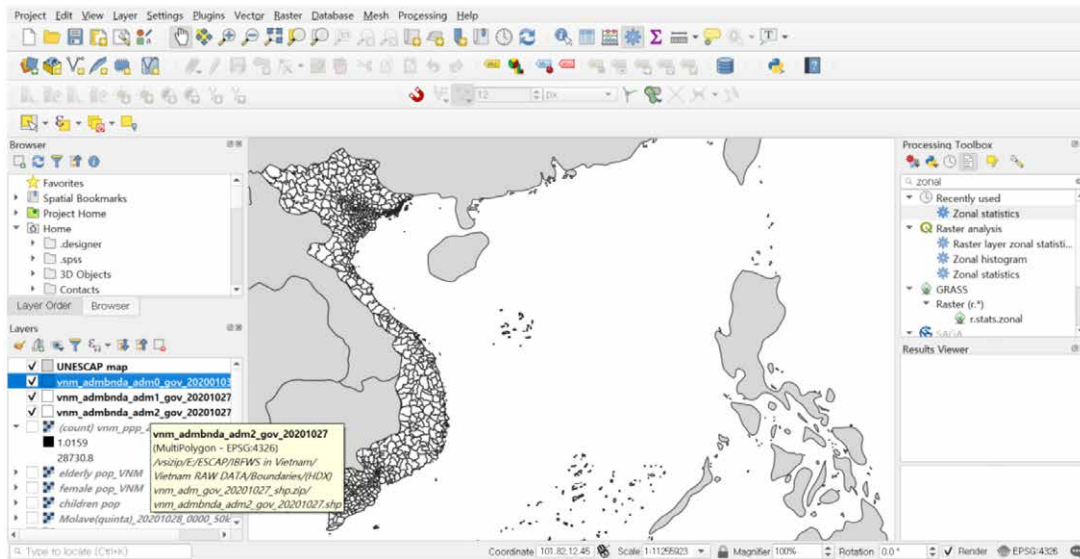 Project Edit View Layer Settings Plugins Vector Raster Database Mesh Processing Help
12
px
Browser
Favorites
Spatial Bookmarks
Project Home
Home
.designer
.spss
3D Objects
Contacts
Layer Order Browser
Layers
UNESCAP map
vnm_admbnda_adm0_gov_20200103
vnm_admbnda_adm1_gov_20201027
vnm_admbnda_adm2_gov_20201027
(count) vnm_ppp_2
1.0159
28730.8
elderly pop_VNM
female pop_VNM
children pop
Molave(quinta)_20201028_0000_50k
vnm_admbnda_adm2_gov_20201027
(MultiPolygon - EPSG:4326)
/vsizip/E:/ESCAP/IBFWS in Vietnam/
Vietnam RAW DATA/Boundaries/(HDX)
vnm_adm_gov_20201027_shp.zip/
vnm_admbnda_adm2_gov_20201027.shp
Processing Toolbox
zonal
Recently used
Zonal statistics
Raster analysis
Raster layer zonal statisti...
Zonal histogram
Zonal statistics
GRASS
Raster (r.*)
r.stats.zonal
SAGA
Results Viewer
Type to locate (Ctrl+K)
Coordinate 101.82,12.45 Scale 1:11255923 Magnifier 100% Rotation 0.0 ° Render EPSG:4326